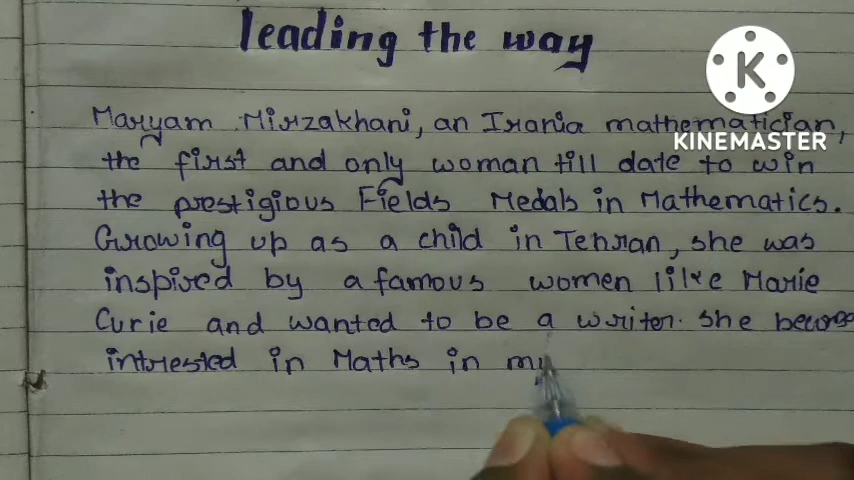 leading the way
Maryam Mirzakhani, an Irania mathematician,
the first and only woman till date to win
the prestigious Fields Medals in Mathematics.
Growing up as a child in Tehran, she was
inspired by a famous women like Marie
Curie and wanted to be a writer. She
intrested in Maths in
K
KINEMASTER